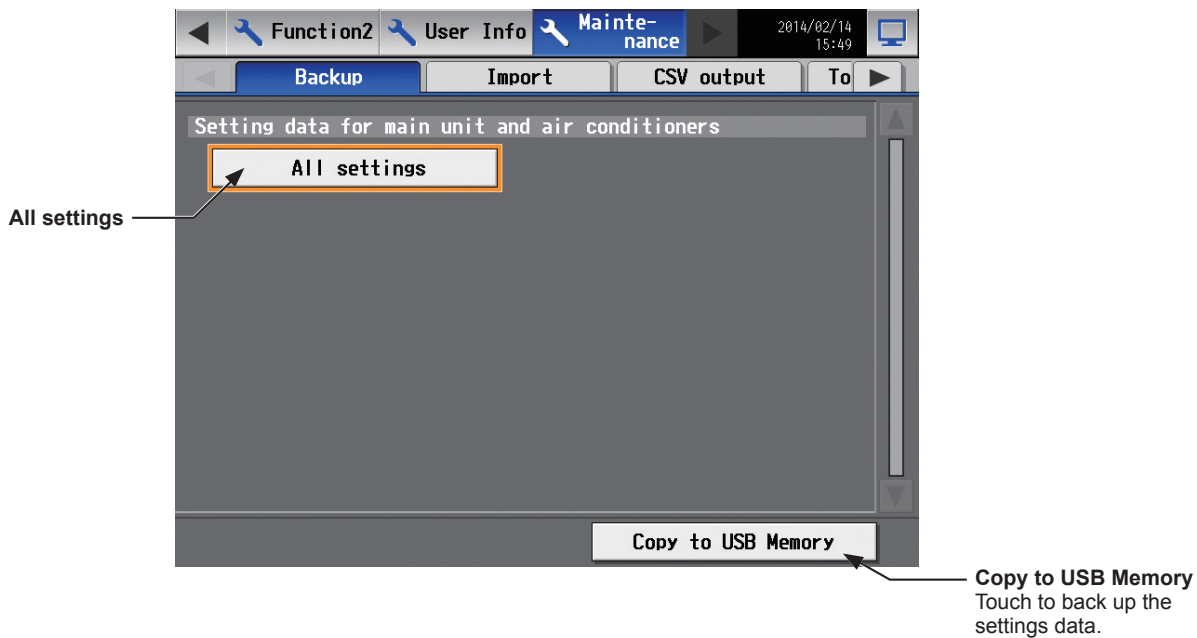 Function2 User Info Mainte-
nance
2014/02/14
15:49
Backup Import CSV output To
Setting data for main unit and air conditioners
All settings
All settings
Copy to USB Memory
Copy to USB Memory
Touch to back up the
settings data.